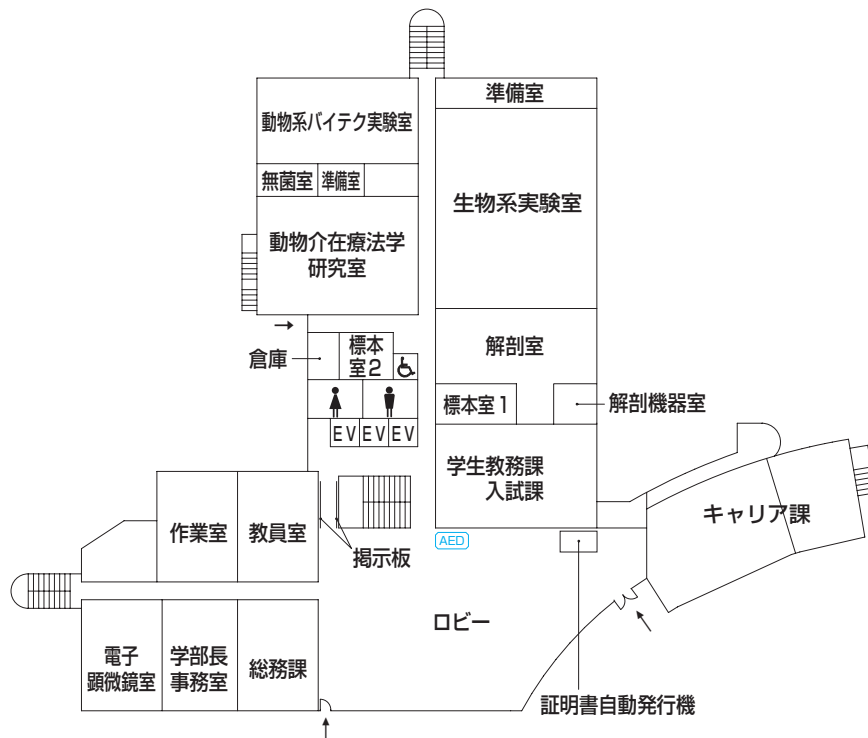 準備室
動物系バイテク実験室
無菌室
準備室
生物系実験室
動物介在療法学
研究室
→
倉庫
標本
室2
解剖室
標本室1
解剖機器室
EV
EV
EV
学生教務課
入試課
キャリア課
作業室
教員室
掲示板
AED
ロビー
電子
顕微鏡室
学部長
事務室
総務課
証明書自動発行機